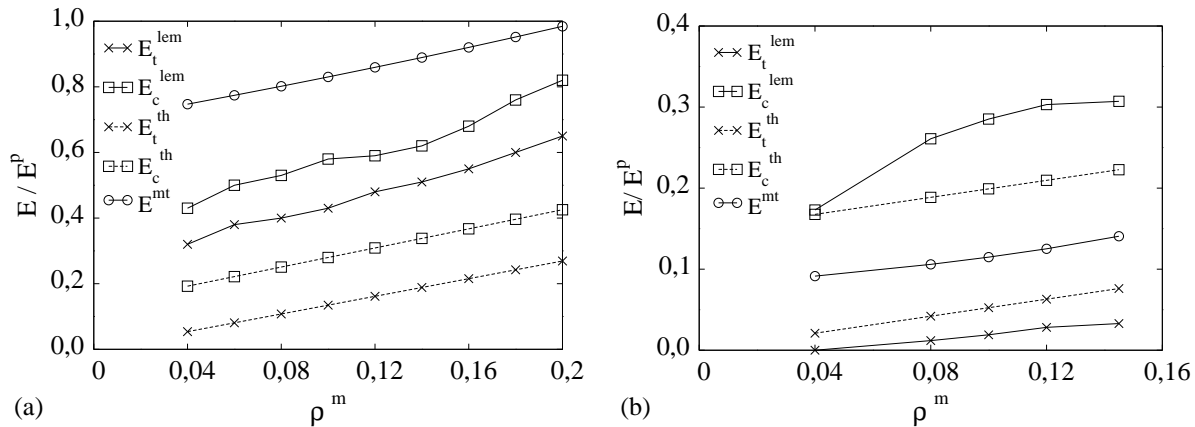 1,0
0,8
0,6
0,4
0,2
0,0
E / E^p
E_t^lem
E_c^lem
E_t^th
E_c^th
E^mt
0
0,04
0,08
0,12
0,16
0,2
ρ^m
(a)
0,4
0,3
0,2
0,1
0,0
E/ E^p
E_t^lem
E_c^lem
E_t^th
E_c^th
E^mt
0
0,04
0,08
0,12
0,16
ρ^m
(b)